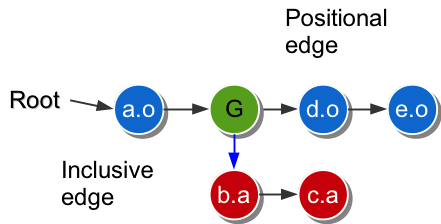 Positional
edge
Root
a.o
G
d.o
e.o
Inclusive
edge
b.a
c.a